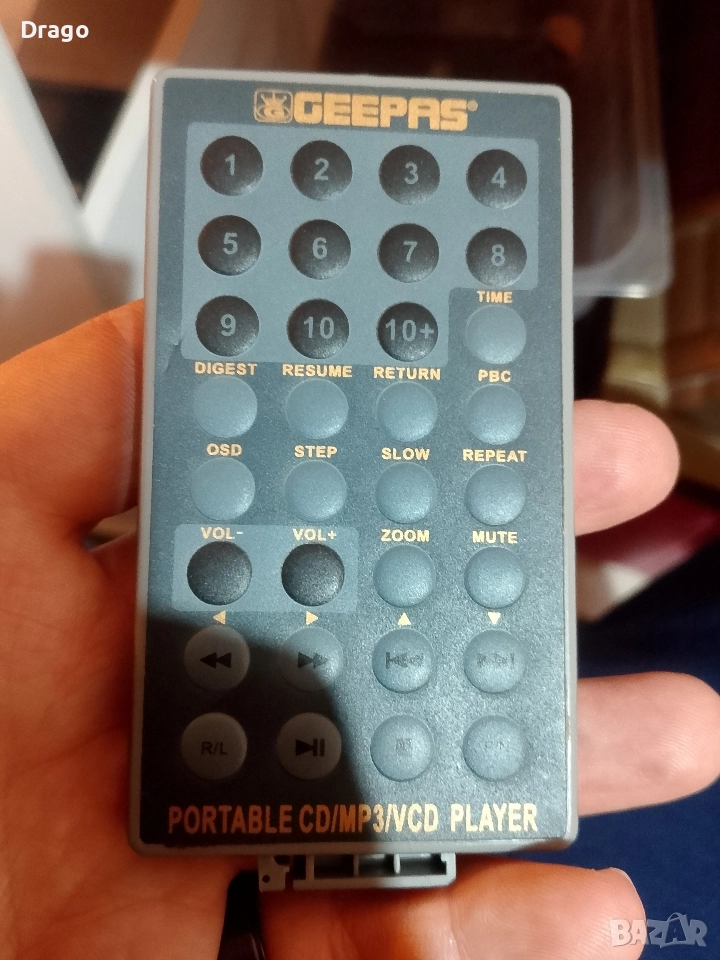 Drago
GEEPAS®
1 2 3 4
5 6 7 8
9 10 10+ TIME
DIGEST RESUME RETURN PBC
OSD STEP SLOW REPEAT
VOL- VOL+ ZOOM MUTE
R/L P/N
PORTABLE CD/MP3/VCD PLAYER
BAZAR